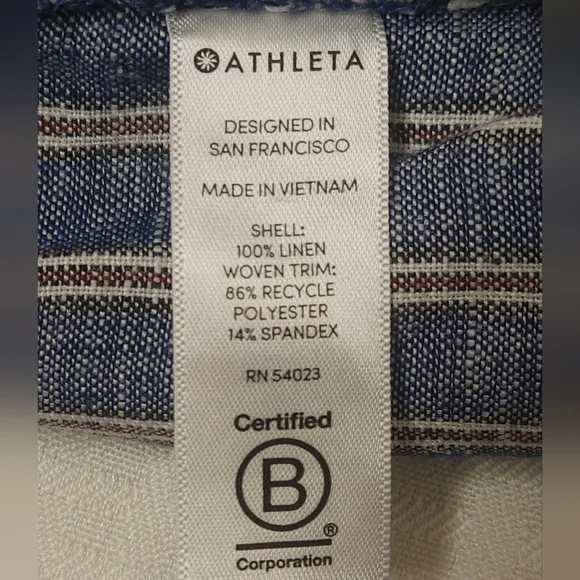 ATHLETA
DESIGNED IN
SAN FRANCISCO
MADE IN VIETNAM
SHELL:
100% LINEN
WOVEN TRIM:
86% RECYCLE
POLYESTER
14% SPANDEX
RN 54023
Certified
B
®
Corporation